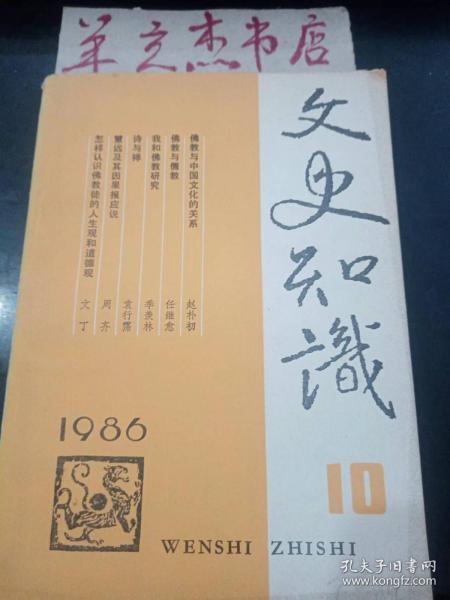 羊立杰书店
文史知識
佛教与中国文化的关系 赵朴初
佛教与儒教 任继愈
我和佛教研究 季羡林
诗与禅 袁行霈
慧远及其因果报应说 周齐
怎样认识佛教徒的人生观和道德观 文丁
1986
10
WENSHI ZHISHI
孔夫子旧书网
www.kongfz.com